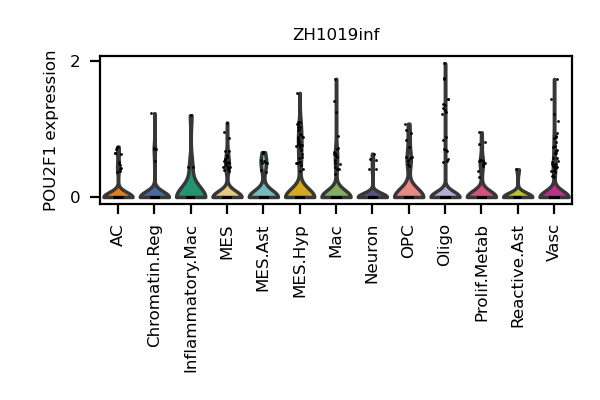 ZH1019inf
POU2F1 expression
2
0
AC
Chromatin.Reg
Inflammatory.Mac
MES
MES.Ast
MES.Hyp
Mac
Neuron
OPC
Oligo
Prolif.Metab
Reactive.Ast
Vasc